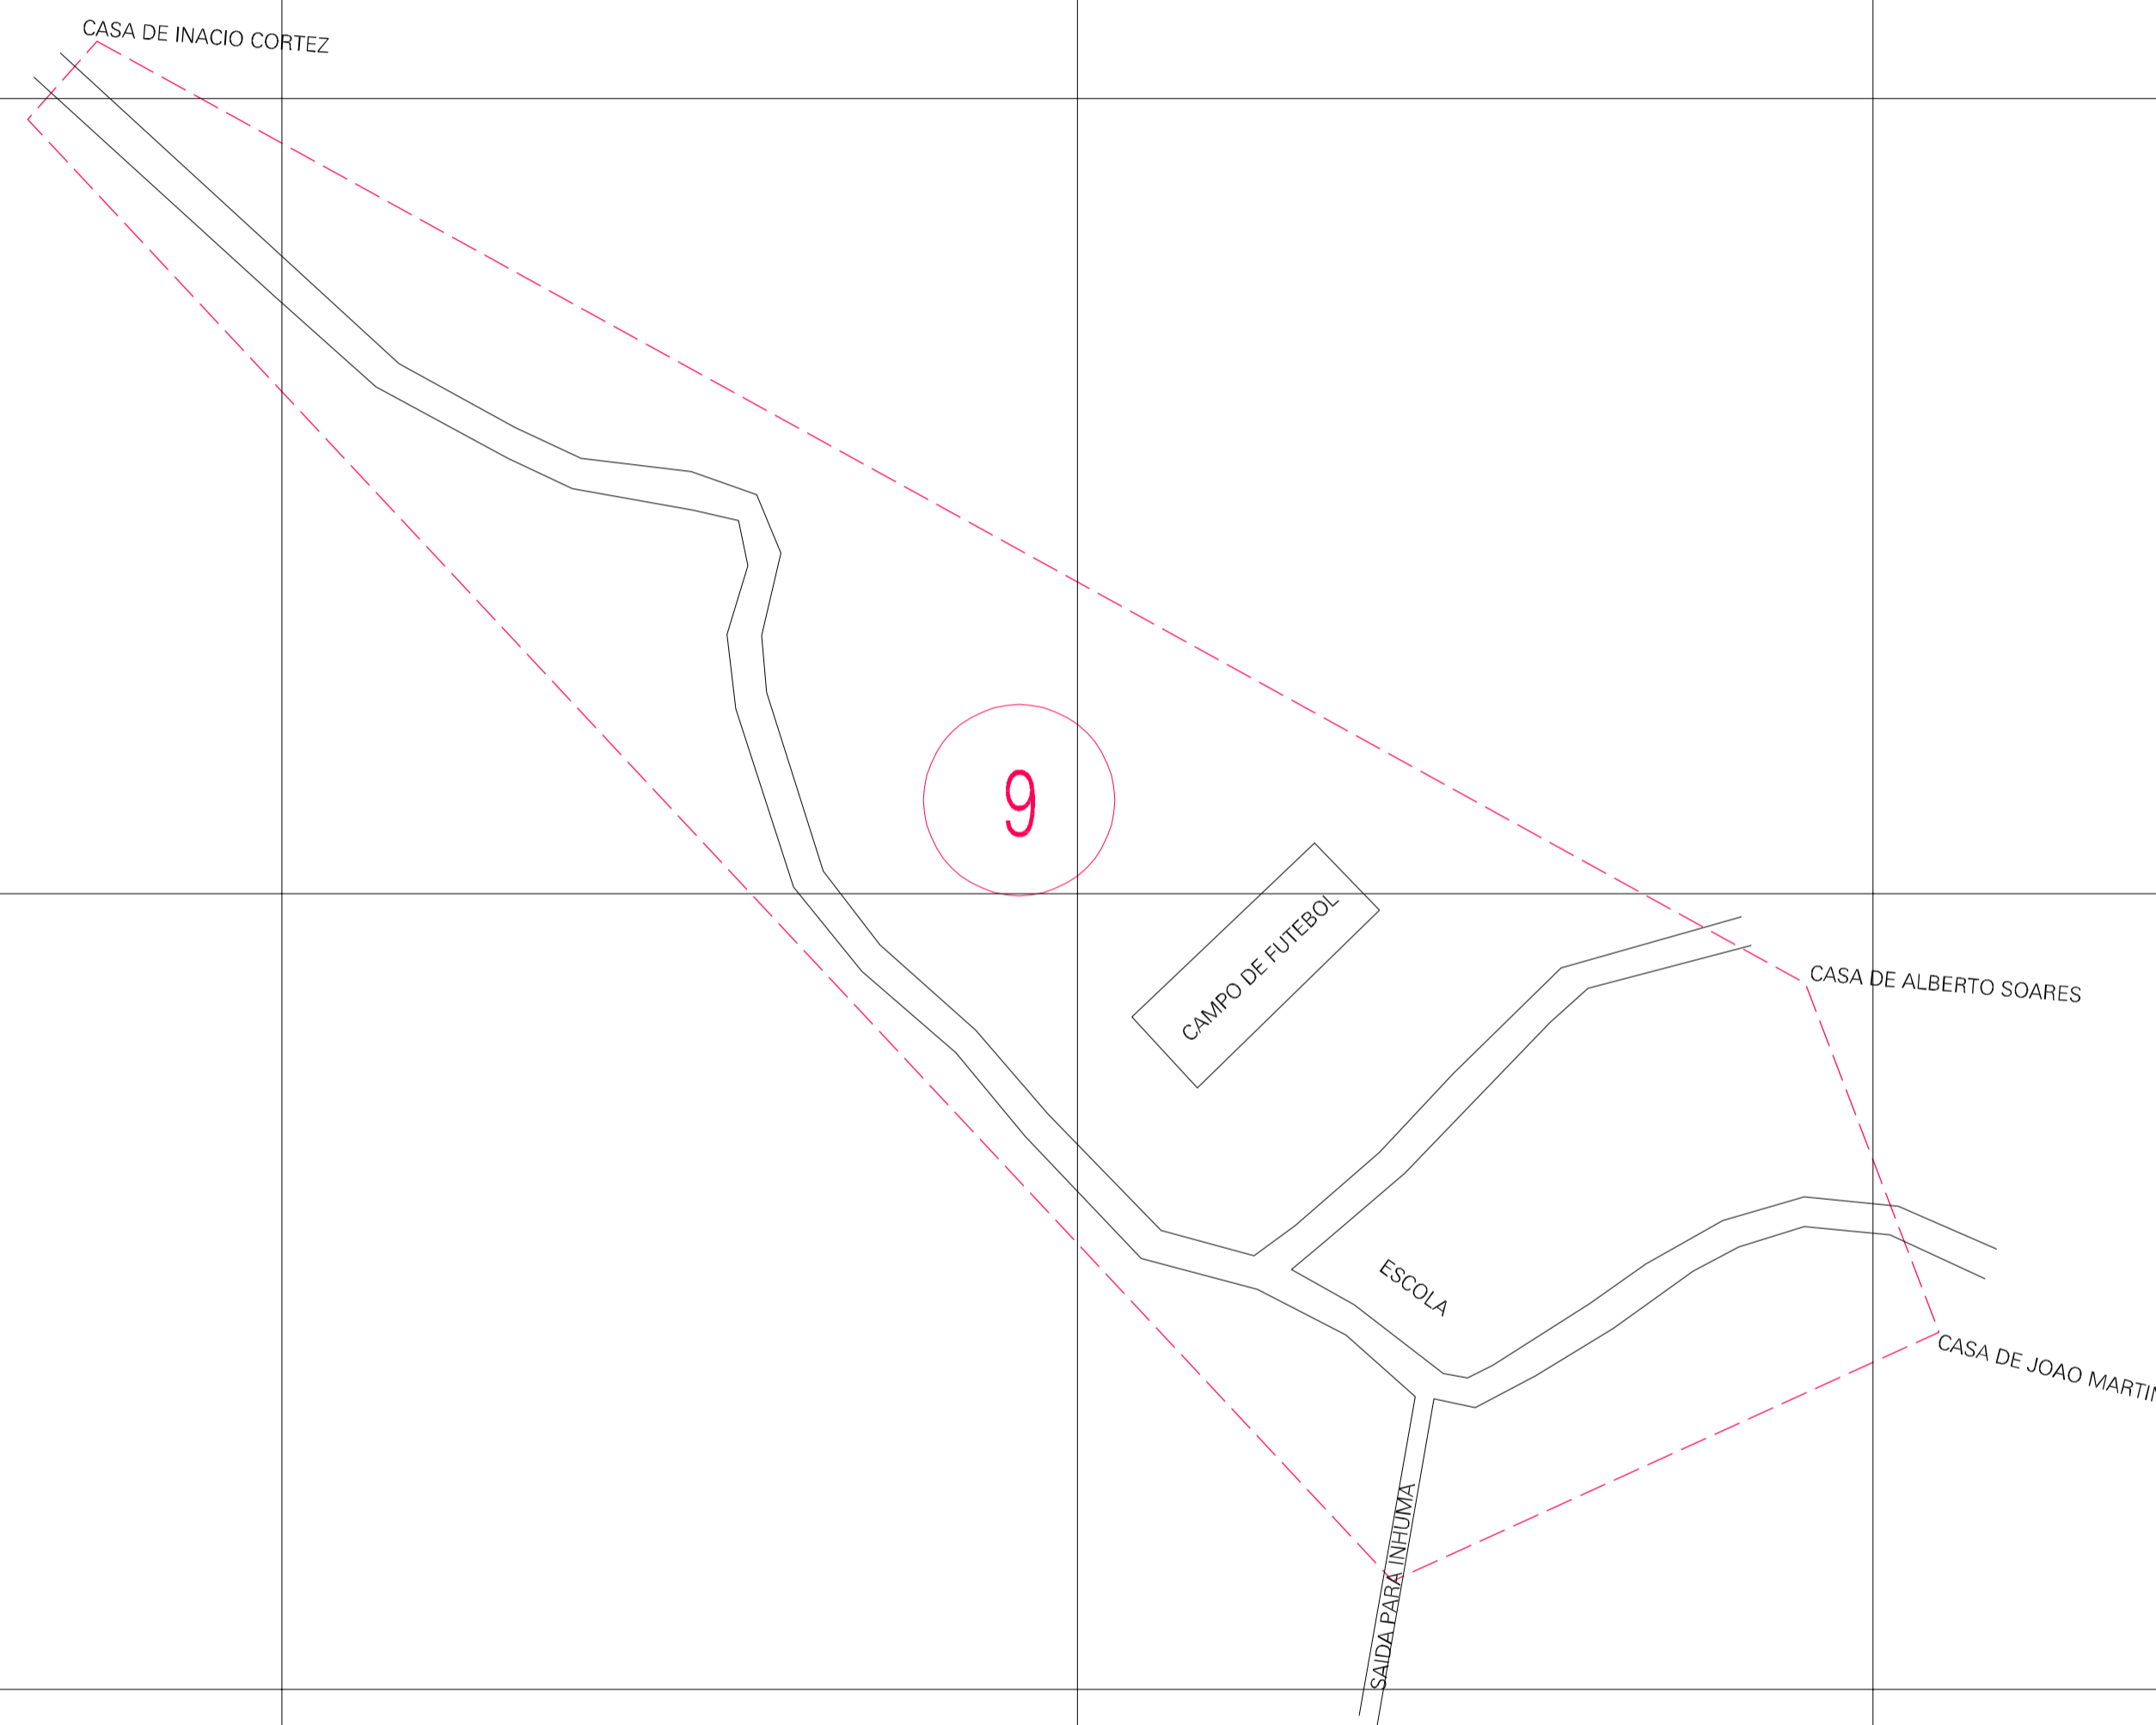 CASA DE INACIO CORTEZ
9
CAMPO DE FUTEBOL
CASA DE ALBERTO SOARES
ESCOLA
CASA DE JOAO
SAIDA PARA INHUMA